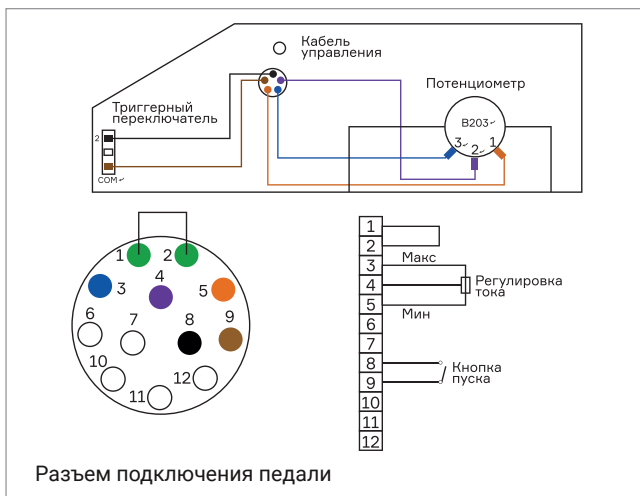 Кабель
управления
Потенциометр
Триггерный
переключатель
2
COM
B203
3 2 1
1 2
3 4 5
6 7 8 9
10 11 12
1
2
3 Макс
4 Регулировка
тока
5 Мин
6
7
8 Кнопка
пуска
9
10
11
12
Разъем подключения педали